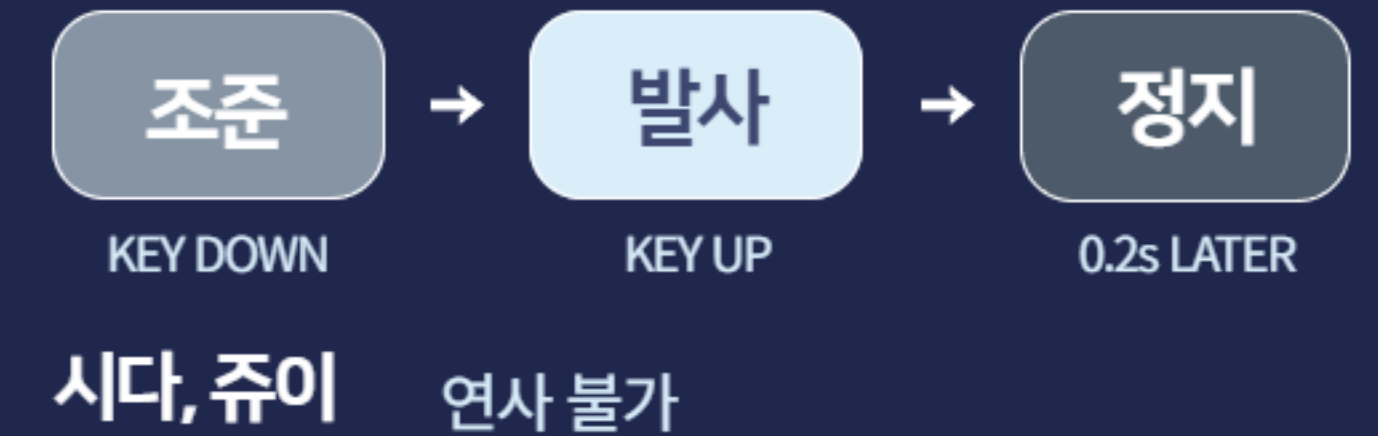 조준 → 발사 → 정지
KEY DOWN KEY UP 0.2s LATER
시다, 쥬이 연사 불가